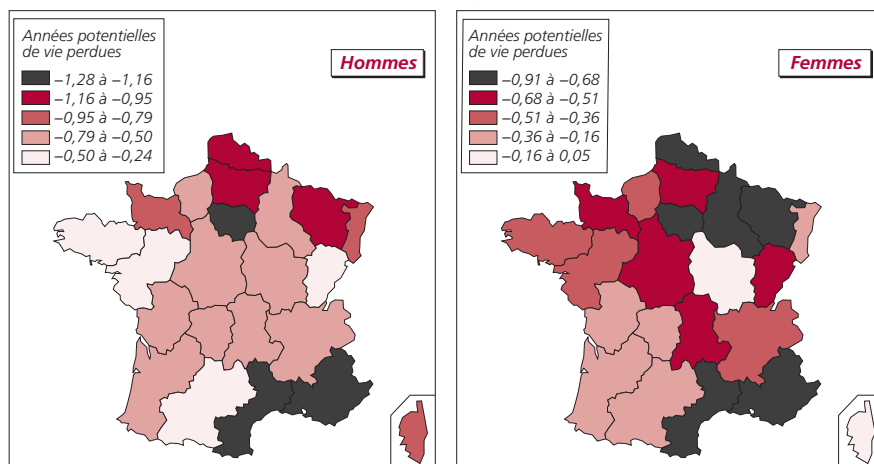 Années potentielles
de vie perdues
–1,28 à –1,16
–1,16 à –0,95
–0,95 à –0,79
–0,79 à –0,50
–0,50 à –0,24
Hommes
Années potentielles
de vie perdues
–0,91 à –0,68
–0,68 à –0,51
–0,51 à –0,36
–0,36 à –0,16
–0,16 à 0,05
Femmes